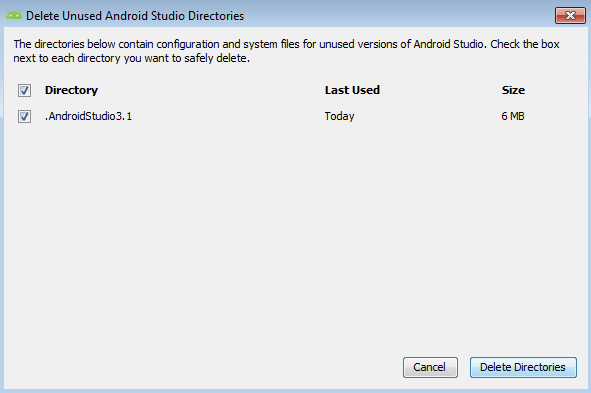 Delete Unused Android Studio Directories
The directories below contain configuration and system files for unused versions of Android Studio. Check the box
next to each directory you want to safely delete.
Directory Last Used Size
.AndroidStudio3.1 Today 6 MB
Cancel Delete Directories